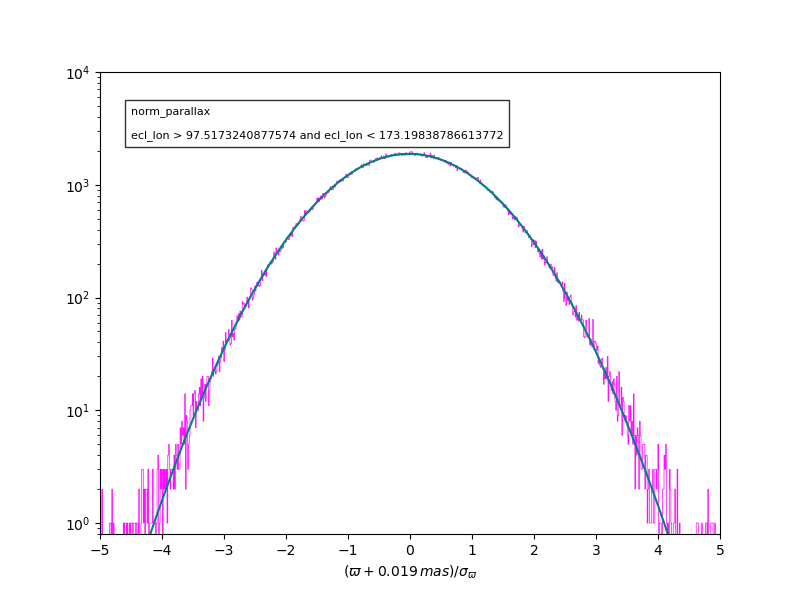 10^4
10^3
10^2
10^1
10^0
norm_parallax
ecl_lon > 97.5173240877574 and ecl_lon < 173.19838786613772
−5 −4 −3 −2 −1 0 1 2 3 4 5
(ϖ + 0.019 mas)/σ_ϖ